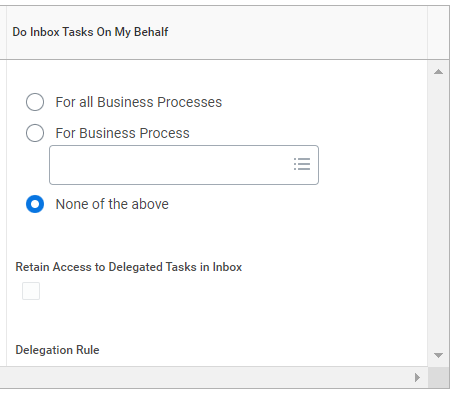 Do Inbox Tasks On My Behalf
For all Business Processes
For Business Process
None of the above
Retain Access to Delegated Tasks in Inbox
Delegation Rule